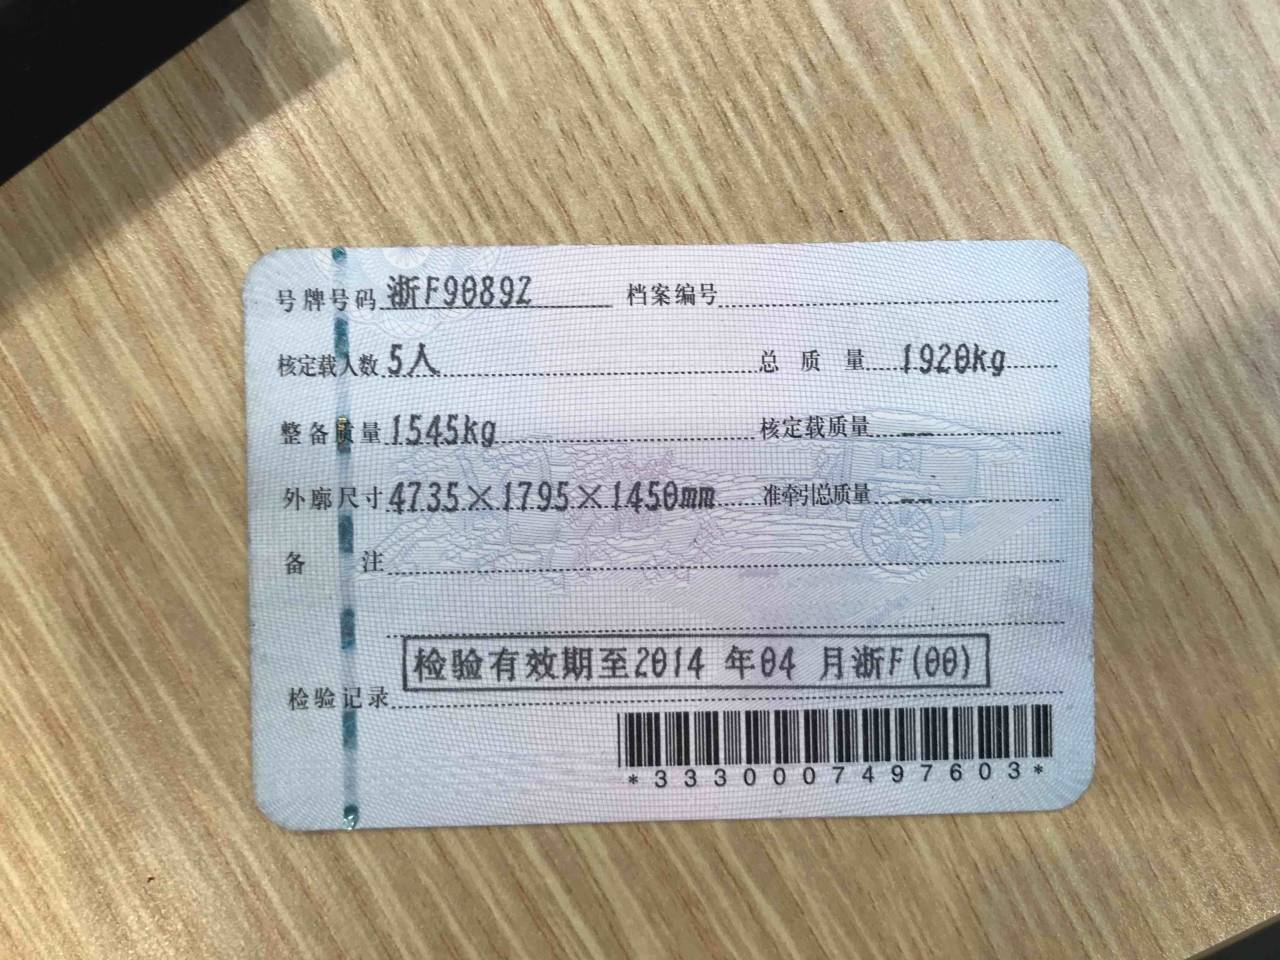 号牌号码 浙F9089Z 档案编号
核定载人数 5人 总质量 1920kg
整备质量 1545kg 核定载质量 --
外廓尺寸 4735×1795×1450mm 准牵引总质量 --
备注
检验有效期至2014 年04 月浙F(00)
检验记录
*3330007497603*